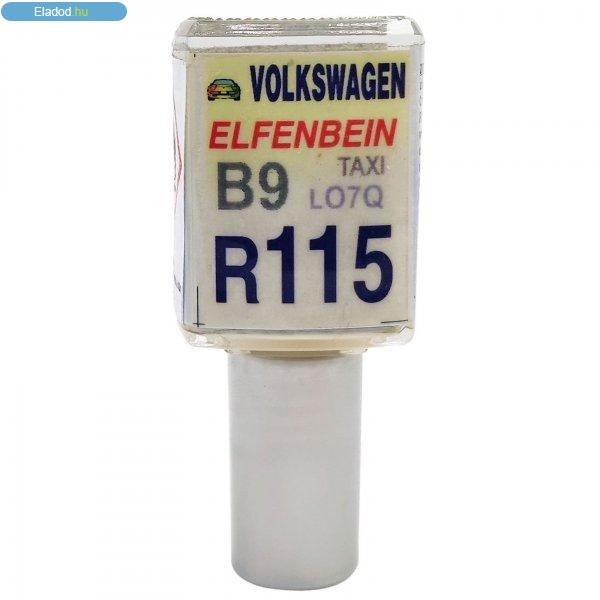 Eladod.hu
VOLKSWAGEN
ELFENBEIN
B9 TAXI
LO7Q
R115